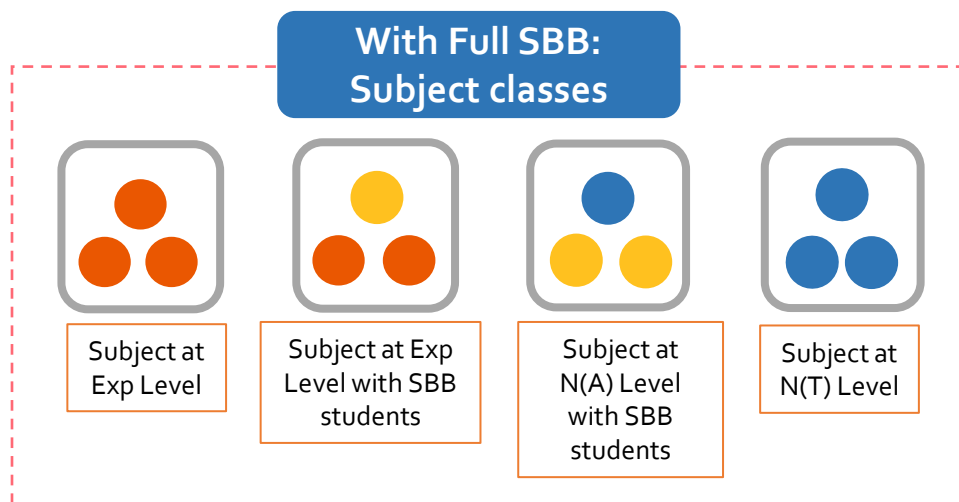 With Full SBB:
Subject classes
Subject at
Exp Level
Subject at Exp
Level with SBB
students
Subject at
N(A) Level
with SBB
students
Subject at
N(T) Level